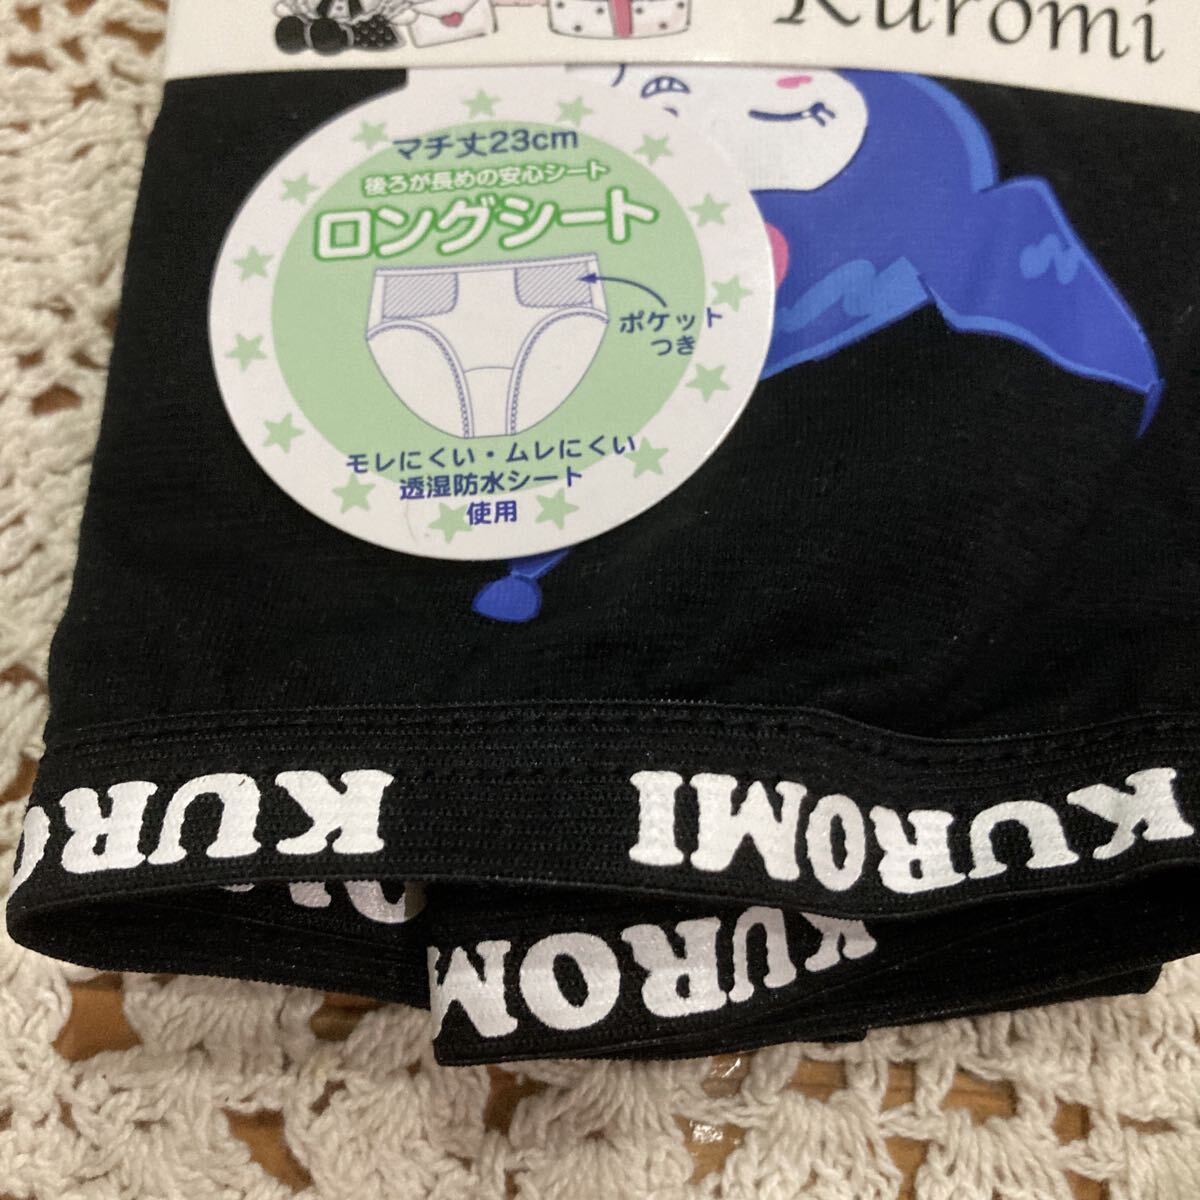 Kuromi
マチ丈23cm
後ろが長めの安心シート
ロングシート
ポケット
つき
モレにくい・ムレにくい
透湿防水シート
使用
KURO
KUROMI
KUROMI
KUROM